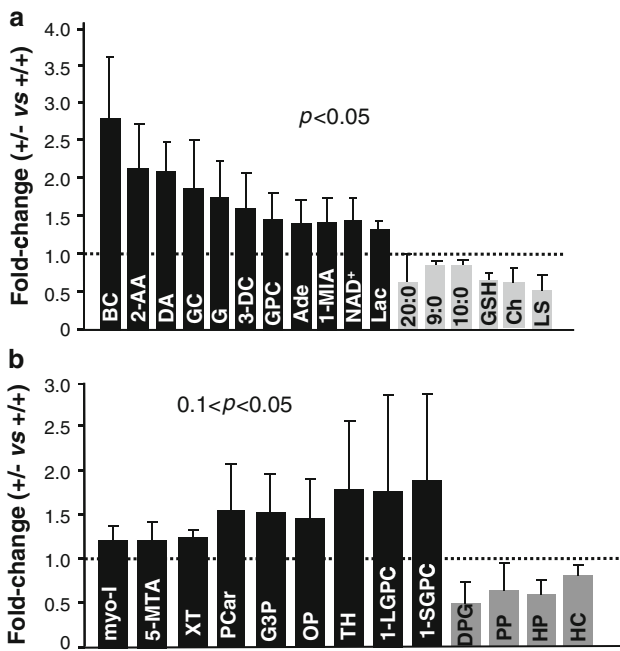 a
Fold-change (+/- vs +/+)
4.0
3.5
3.0
2.5
2.0
1.5
1.0
0.5
0
p<0.05
BC
2-AA
DA
GC
G
3-DC
GPC
Ade
1-MIA
NAD⁺
Lac
20:0
9:0
10:0
GSH
Ch
LS
b
Fold-change (+/- vs +/+)
3.0
2.5
2.0
1.5
1.0
0.5
0
0.1<p<0.05
myo-I
5-MTA
XT
PCar
G3P
OP
TH
1-LGPC
1-SGPC
DPG
PP
HP
HC